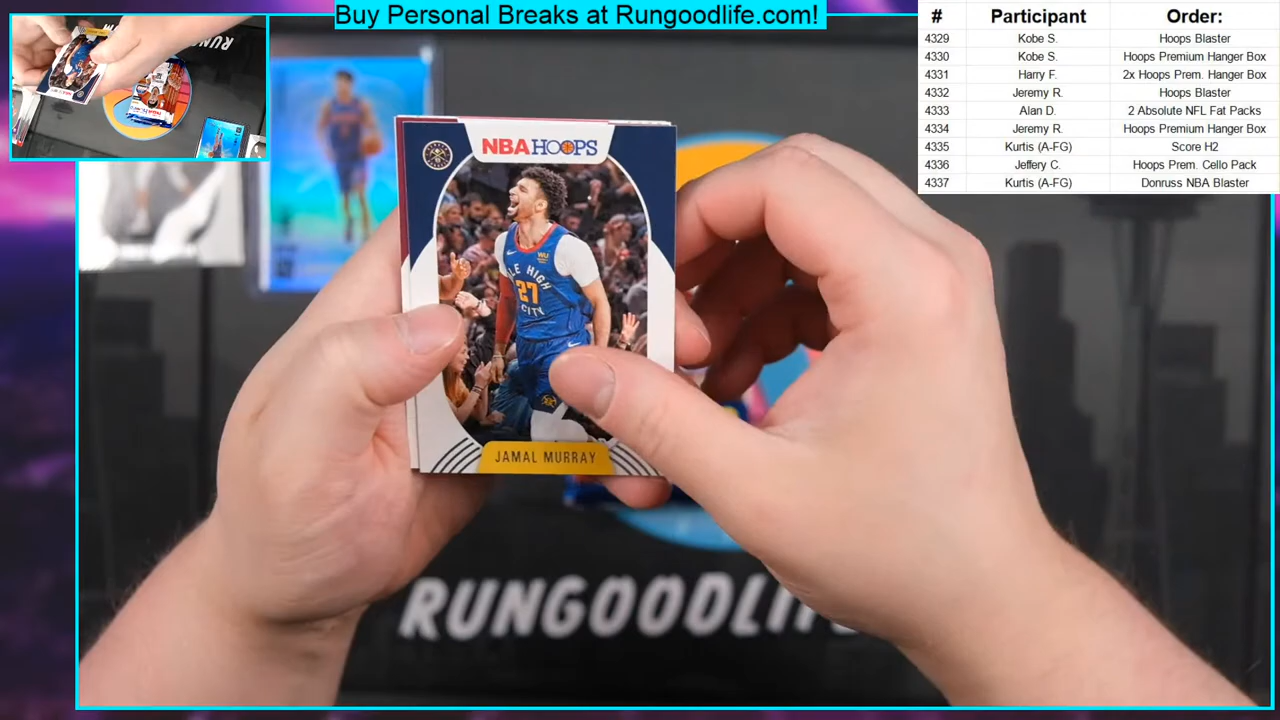 Buy Personal Breaks at Rungoodlife.com!
# Participant Order:
4329 Kobe S. Hoops Blaster
4330 Kobe S. Hoops Premium Hanger Box
4331 Harry F. 2x Hoops Prem. Hanger Box
4332 Jeremy R. Hoops Blaster
4333 Alan D. 2 Absolute NFL Fat Packs
4334 Jeremy R. Hoops Premium Hanger Box
4335 Kurtis (A-FG) Score H2
4336 Jeffery C. Hoops Prem. Cello Pack
4337 Kurtis (A-FG) Donruss NBA Blaster
NBA HOOPS
WU
LE HIGH
27
CITY
JAMAL MURRAY
RUNGOODLI